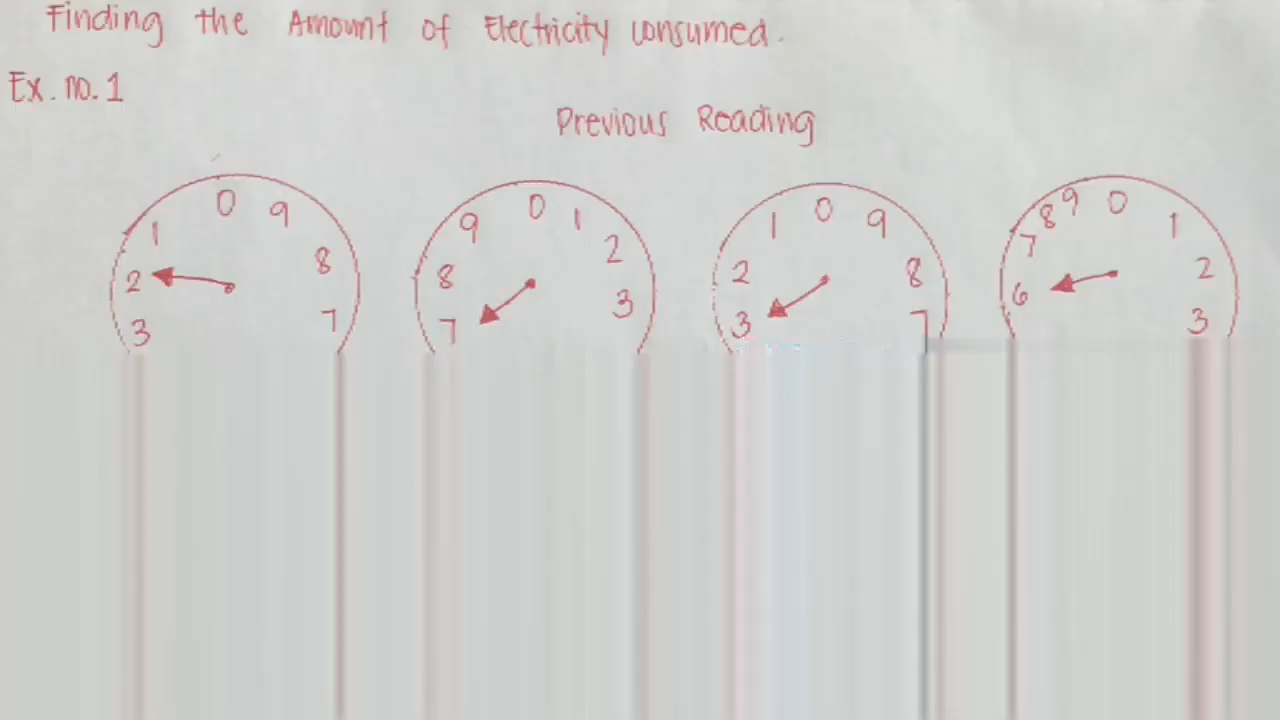 Finding the Amount of Electricity consumed.
Ex. no. 1
Previous Reading
0 9 8 7 1 2 3
9 0 1 2 3 8 7
1 0 9 8 7 2 3
7 8 9 0 1 2 3 6